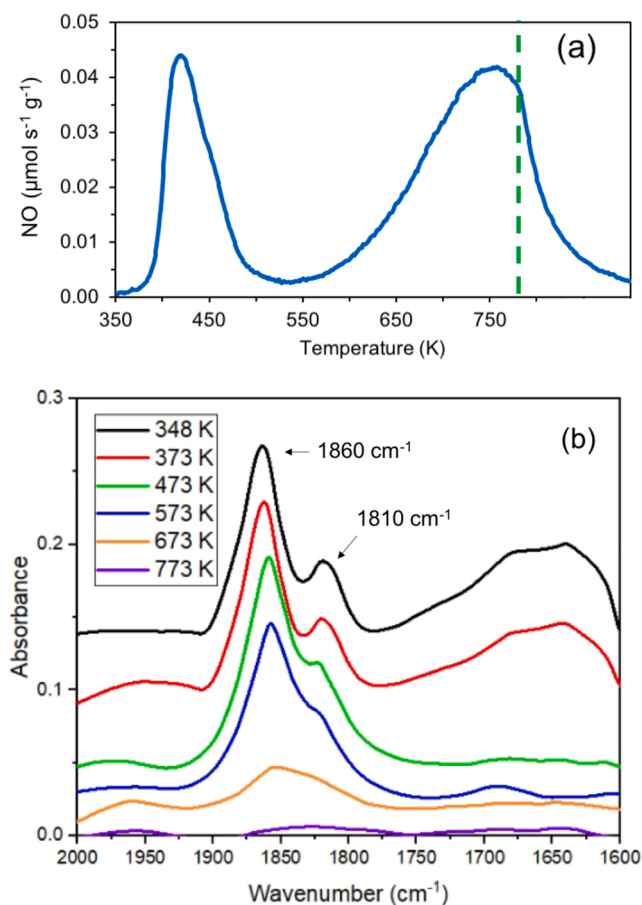 (a)
NO (µmol s⁻¹ g⁻¹)
0.05
0.04
0.03
0.02
0.01
0.00
350 450 550 650 750
Temperature (K)
(b)
0.3
0.2
0.1
0.0
Absorbance
348 K
373 K
473 K
573 K
673 K
773 K
1860 cm⁻¹
1810 cm⁻¹
2000 1950 1900 1850 1800 1750 1700 1650 1600
Wavenumber (cm⁻¹)